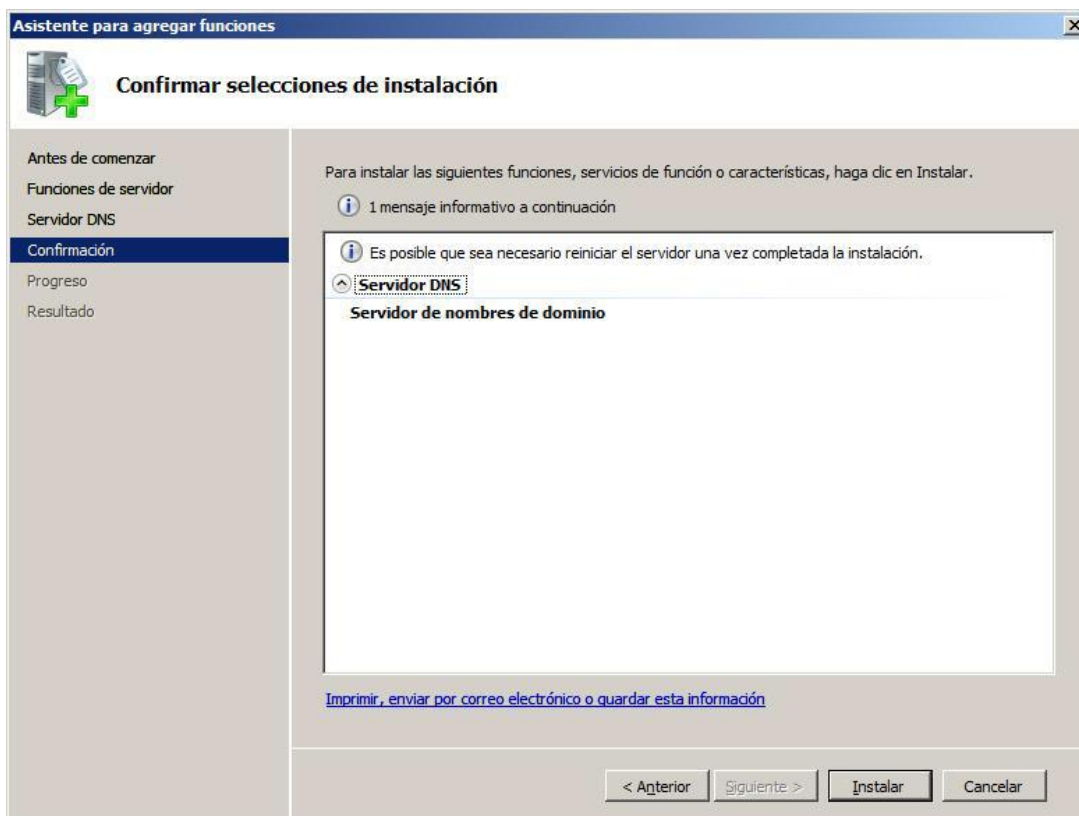 Asistente para agregar funciones
Confirmar selecciones de instalación
Antes de comenzar
Funciones de servidor
Servidor DNS
Confirmación
Progreso
Resultado
Para instalar las siguientes funciones, servicios de función o características, haga clic en Instalar.
1 mensaje informativo a continuación
Es posible que sea necesario reiniciar el servidor una vez completada la instalación.
Servidor DNS
Servidor de nombres de dominio
Imprimir, enviar por correo electrónico o guardar esta información
< Anterior
Siguiente >
Instalar
Cancelar